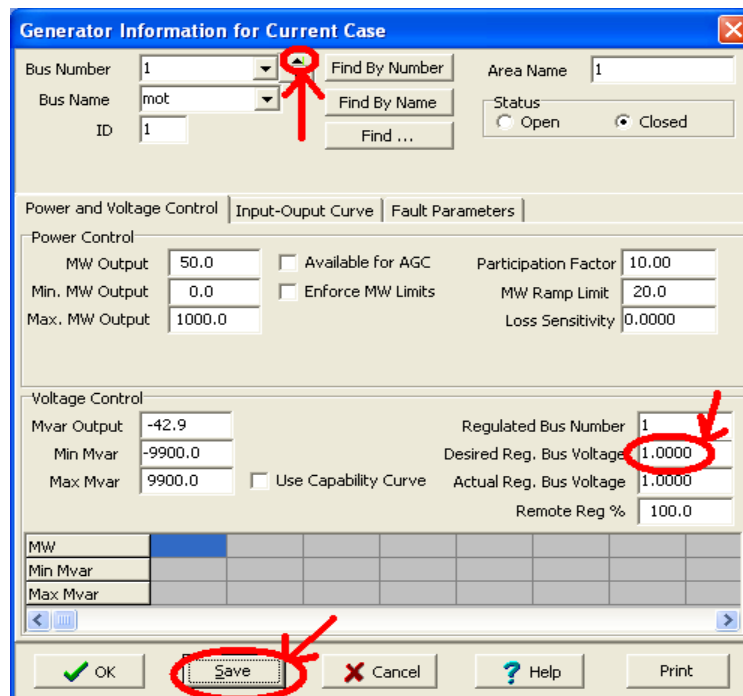 Generator Information for Current Case
Bus Number 1 Find By Number Area Name 1
Bus Name mot Find By Name Status
ID 1 Find ... Open Closed
Power and Voltage Control Input-Ouput Curve Fault Parameters
Power Control
MW Output 50.0 Available for AGC Participation Factor 10.00
Min. MW Output 0.0 Enforce MW Limits MW Ramp Limit 20.0
Max. MW Output 1000.0 Loss Sensitivity 0.0000
Voltage Control
Mvar Output -42.9 Regulated Bus Number 1
Min Mvar -9900.0 Desired Reg. Bus Voltage 1.0000
Max Mvar 9900.0 Use Capability Curve Actual Reg. Bus Voltage 1.0000
Remote Reg % 100.0
MW
Min Mvar
Max Mvar
OK Save Cancel ? Help Print